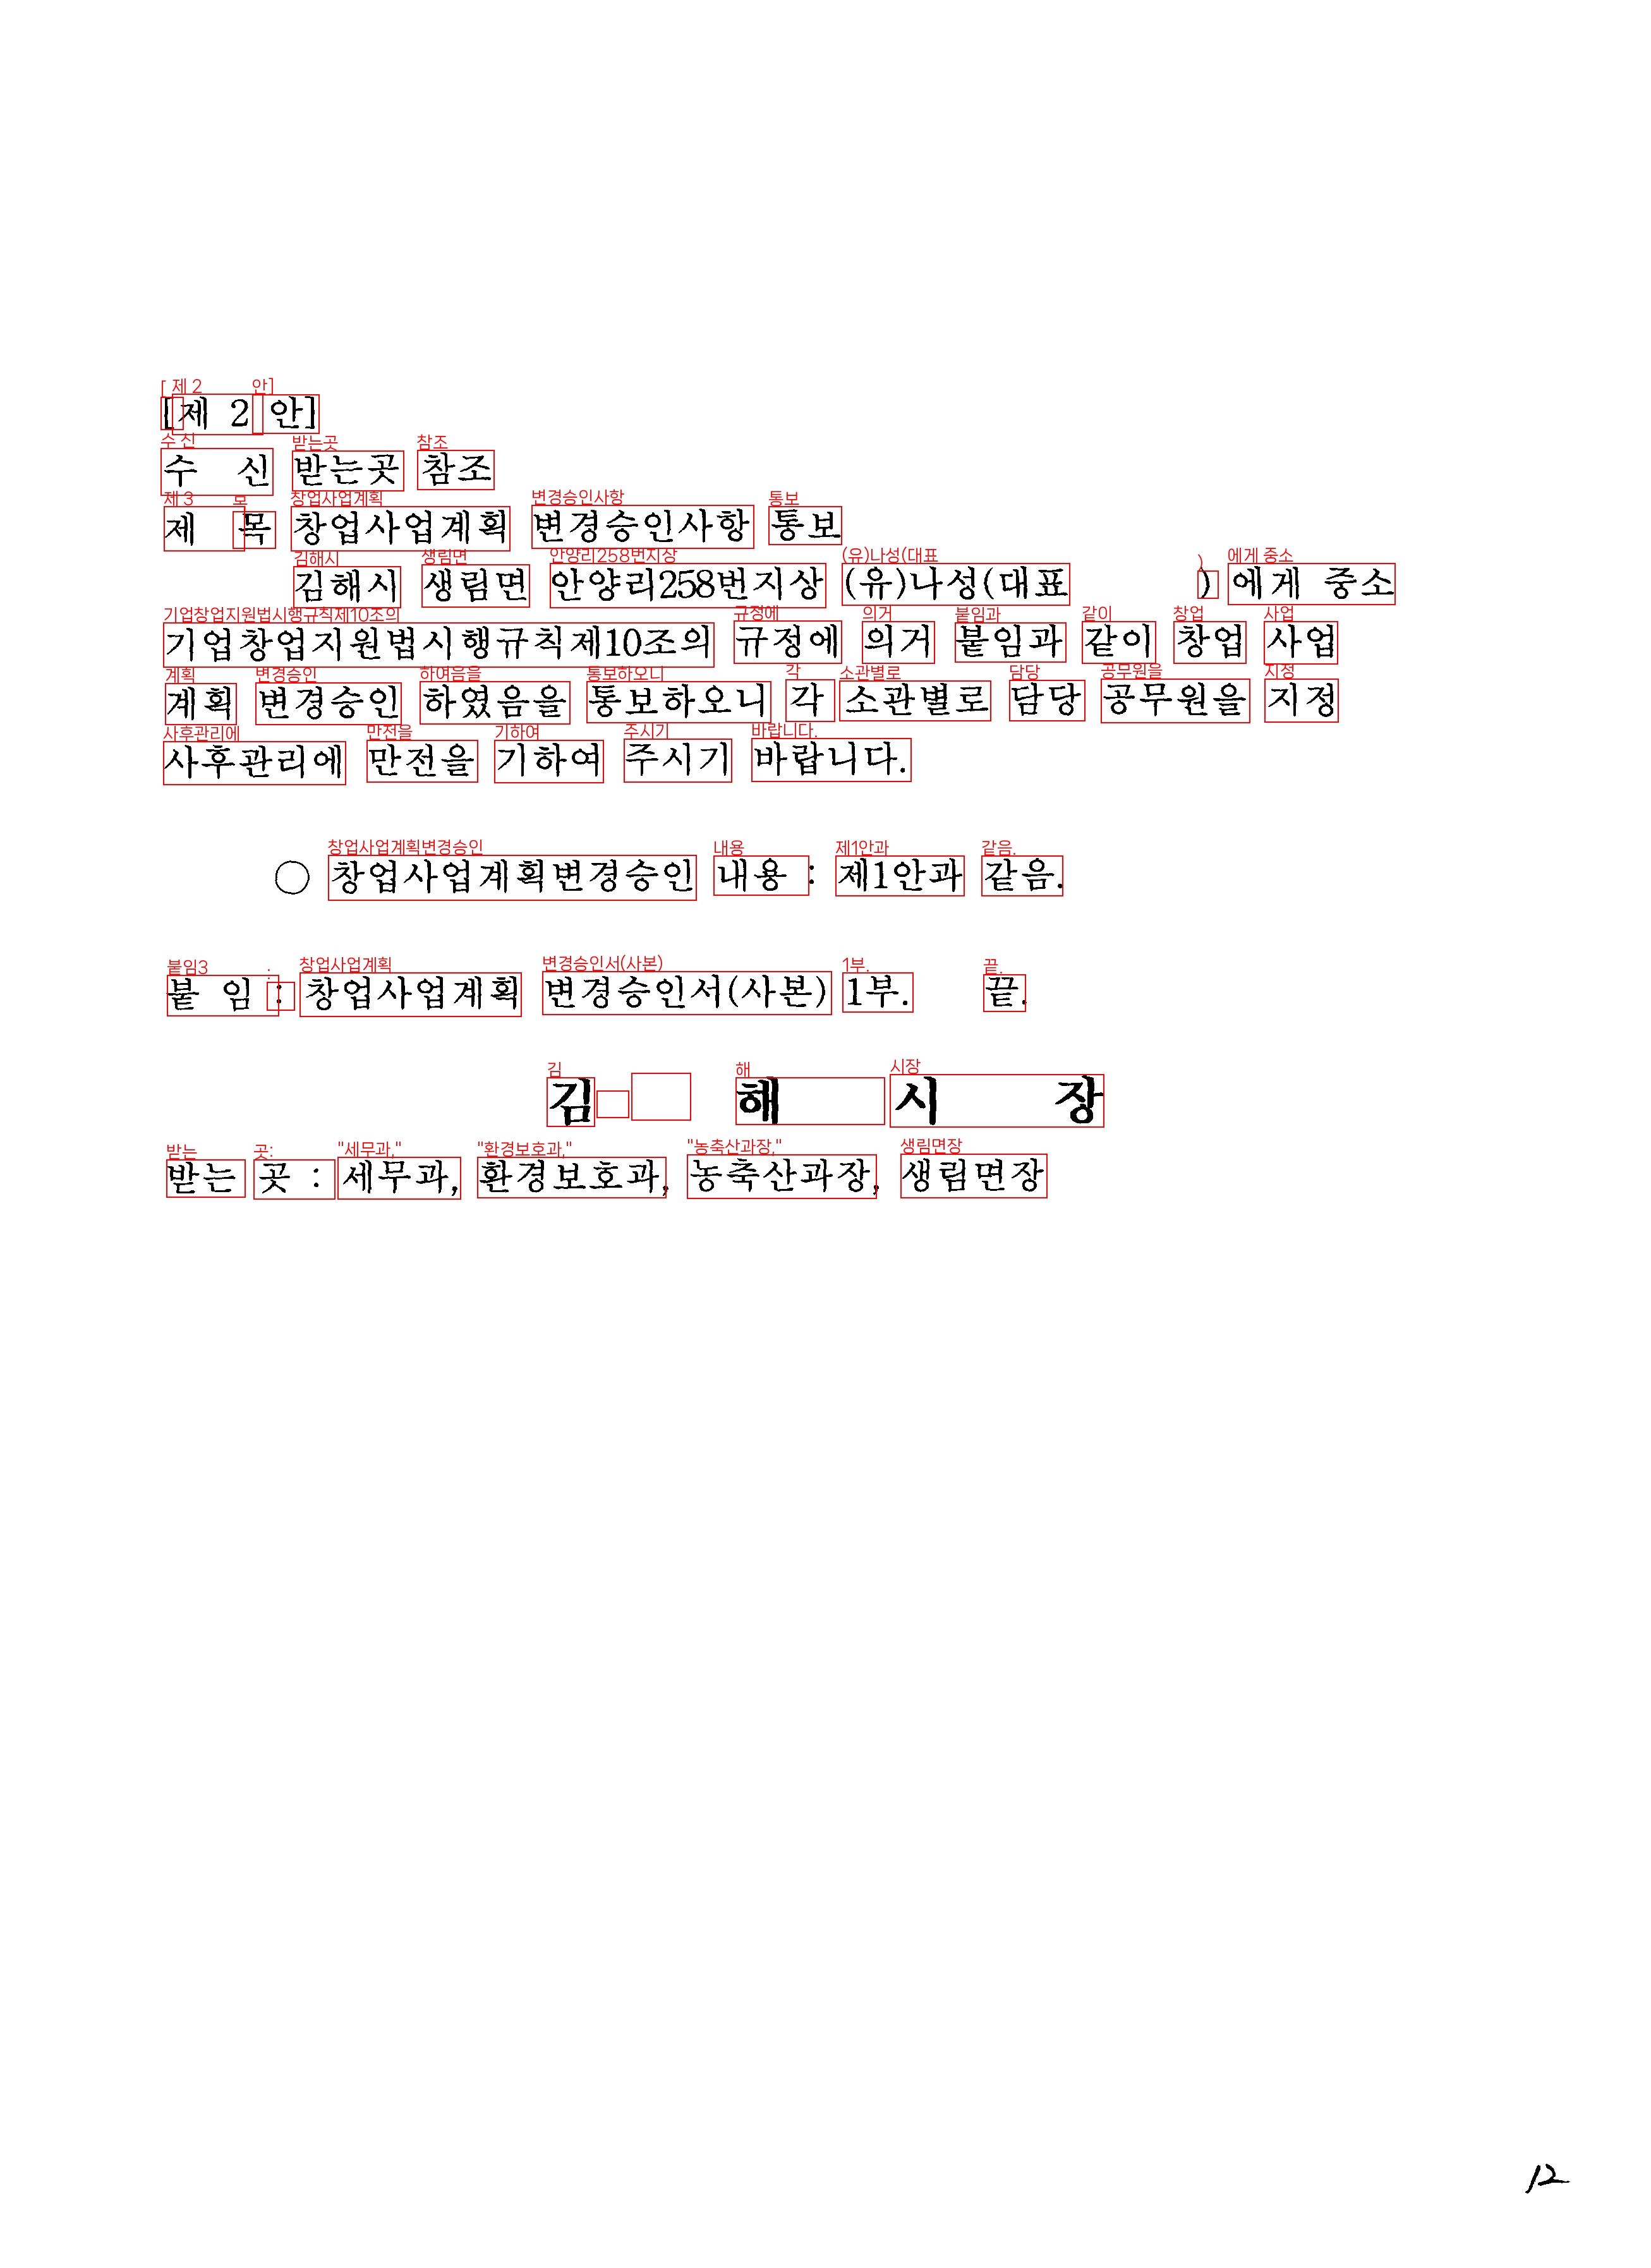 [제 2 안]
수 신 받는곳 참조
제 목 창업사업계획 변경승인사항 통보
김해시 생림면 안양리258번지상 (유)나성(대표 ) 에게 중소
기업창업지원법시행규칙제10조의 규정에 의거 붙임과 같이 창업 사업
계획 변경승인 하였음을 통보하오니 각 소관별로 담당 공무원을 지정
사후관리에 만전을 기하여 주시기 바랍니다.
○ 창업사업계획변경승인 내용 : 제1안과 같음.
붙 임 : 창업사업계획 변경승인서(사본) 1부. 끝.
김 해 시 장
받는 곳 : 세무과, 환경보호과, 농축산과장, 생림면장
12